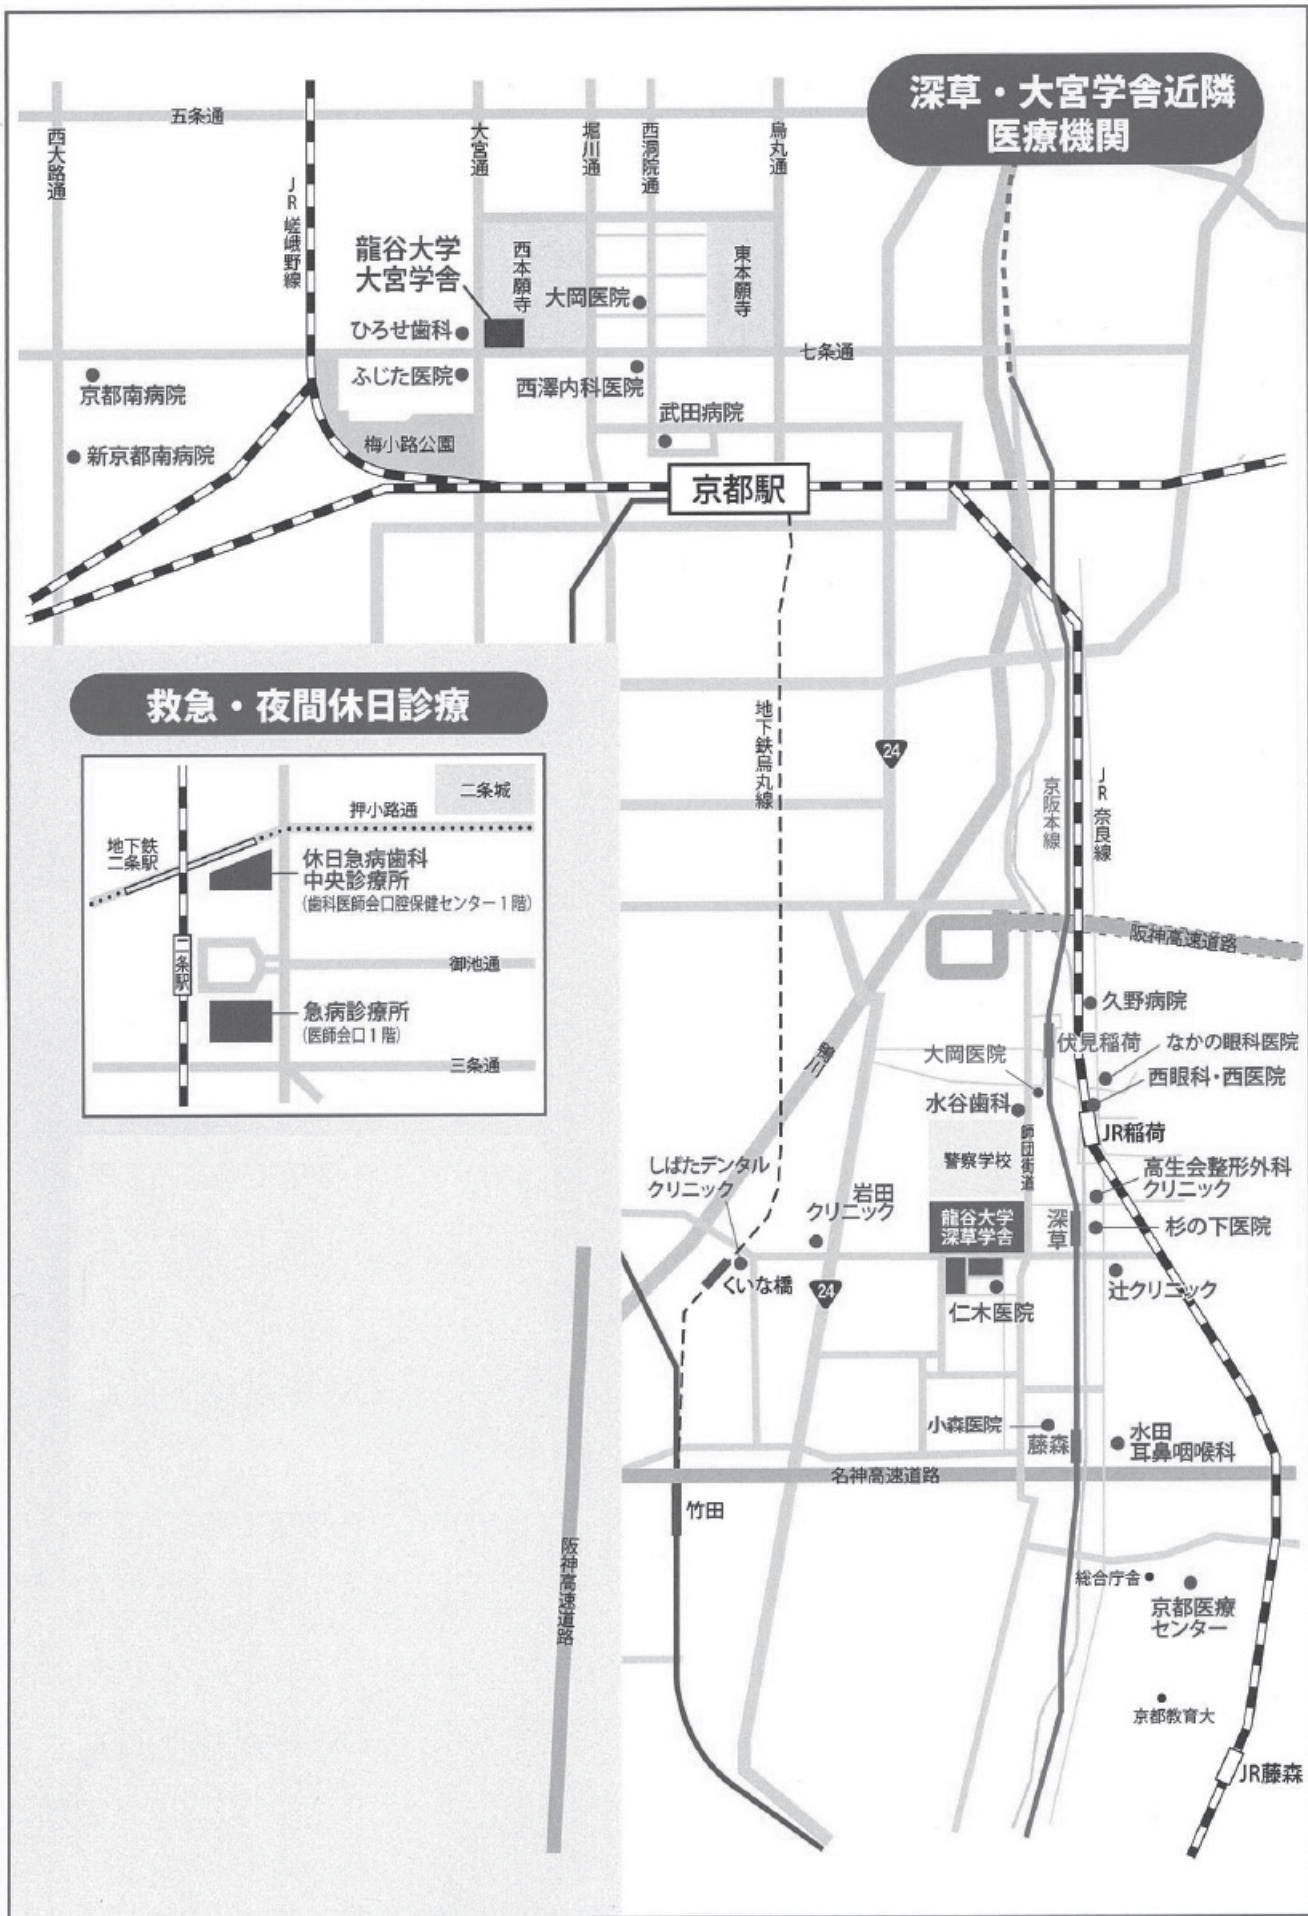 深草・大宮学舎近隣
医療機関
五条通
西大路通
JR嵯峨野線
大宮通
堀川通
西洞院通
烏丸通
龍谷大学
大宮学舎
西本願寺
大岡医院
東本願寺
ひろせ歯科
七条通
京都南病院
ふじた医院
西澤内科医院
武田病院
新京都南病院
梅小路公園
京都駅
救急・夜間休日診療
二条城
押小路通
地下鉄
二条駅
休日急病歯科
中央診療所
(歯科医師会口腔保健センター1階)
二条駅
御池通
急病診療所
(医師会口1階)
三条通
地下鉄烏丸線
24
京阪本線
JR奈良線
阪神高速道路
久野病院
鴨川
大岡医院
伏見稲荷
なかの眼科医院
西眼科・西医院
水谷歯科
師団街道
JR稲荷
警察学校
しばたデンタル
クリニック
岩田
クリニック
高生会整形外科
クリニック
龍谷大学
深草学舎
深草
杉の下医院
くいな橋
24
仁木医院
辻クリニック
小森医院
藤森
水田
耳鼻咽喉科
名神高速道路
竹田
阪神高速道路
総合庁舎
京都医療
センター
京都教育大
JR藤森